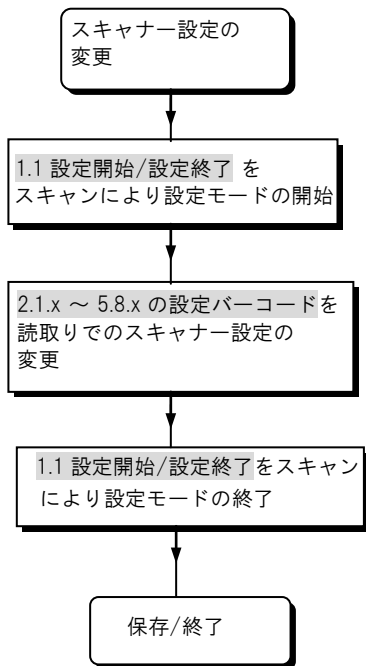 スキャナー設定の
変更
1.1 設定開始/設定終了 を
スキャンにより設定モードの開始
2.1.x ～ 5.8.x の設定バーコードを
読取りでのスキャナー設定の
変更
1.1 設定開始/設定終了をスキャン
により設定モードの終了
保存/終了